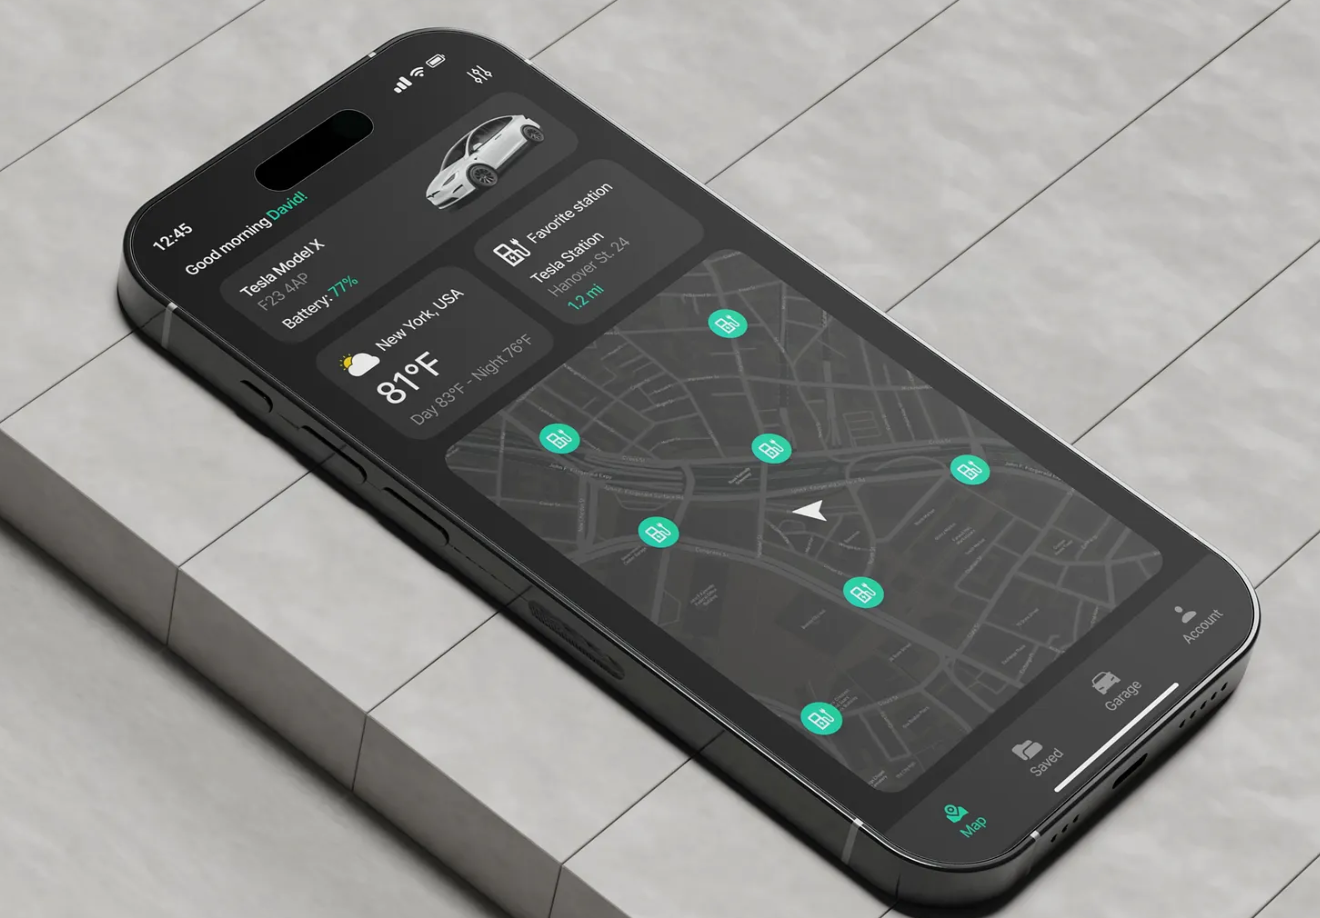 12:45
Good morning David!
Tesla Model X
F23 4AP
Battery: 77%
New York, USA
81°F
Day 83°F - Night 76°F
Favorite station
Tesla Station
Hanover St. 24
1.2 mi
Map
Saved
Garage
Account